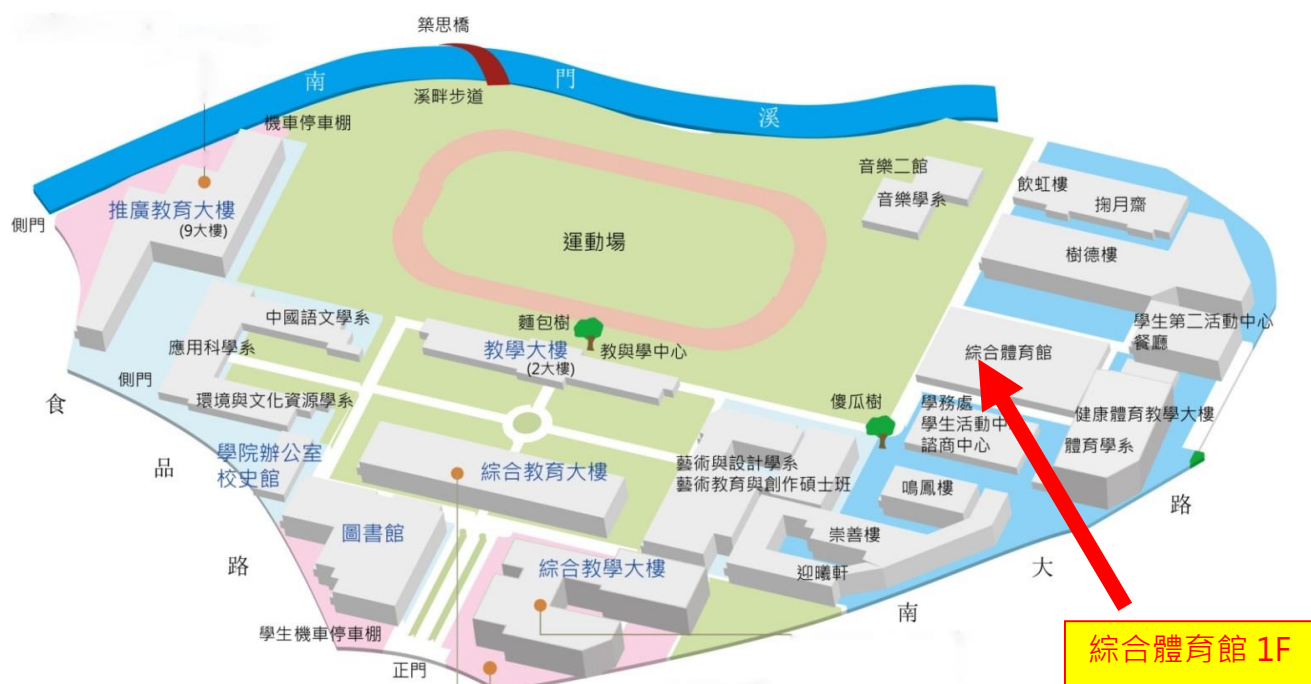 築思橋
南
門
溪
溪畔步道
機車停車棚
音樂二館
音樂學系
飲虹樓
掬月齋
推廣教育大樓
(9大樓)
側門
運動場
樹德樓
中國語文學系
麵包樹
教學大樓
(2大樓)
教與學中心
學生第二活動中心
餐廳
綜合體育館
應用科學系
側門
環境與文化資源學系
食
品
路
傻瓜樹
學務處
學生活動中
諮商中心
健康體育教學大樓
體育學系
學院辦公室
校史館
綜合教育大樓
藝術與設計學系
藝術教育與創作碩士班
鳴鳳樓
圖書館
崇善樓
迎曦軒
綜合教學大樓
南
大
路
學生機車停車棚
正門
綜合體育館 1F